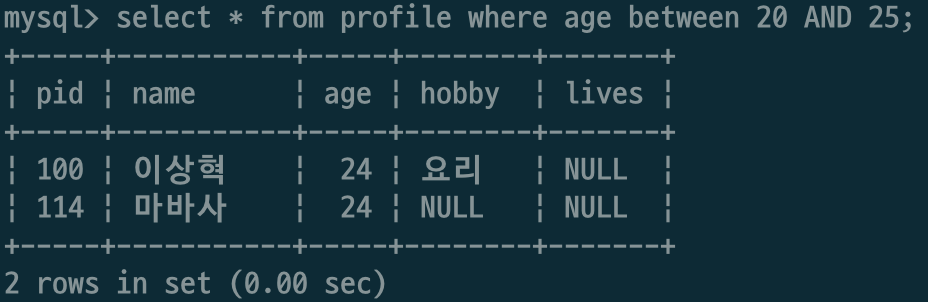 mysql> select * from profile where age between 20 AND 25;
+-----+-----------+-----+--------+-------+
| pid | name      | age | hobby  | lives |
+-----+-----------+-----+--------+-------+
| 100 | 이상혁    |  24 | 요리   | NULL  |
| 114 | 마바사    |  24 | NULL   | NULL  |
+-----+-----------+-----+--------+-------+
2 rows in set (0.00 sec)